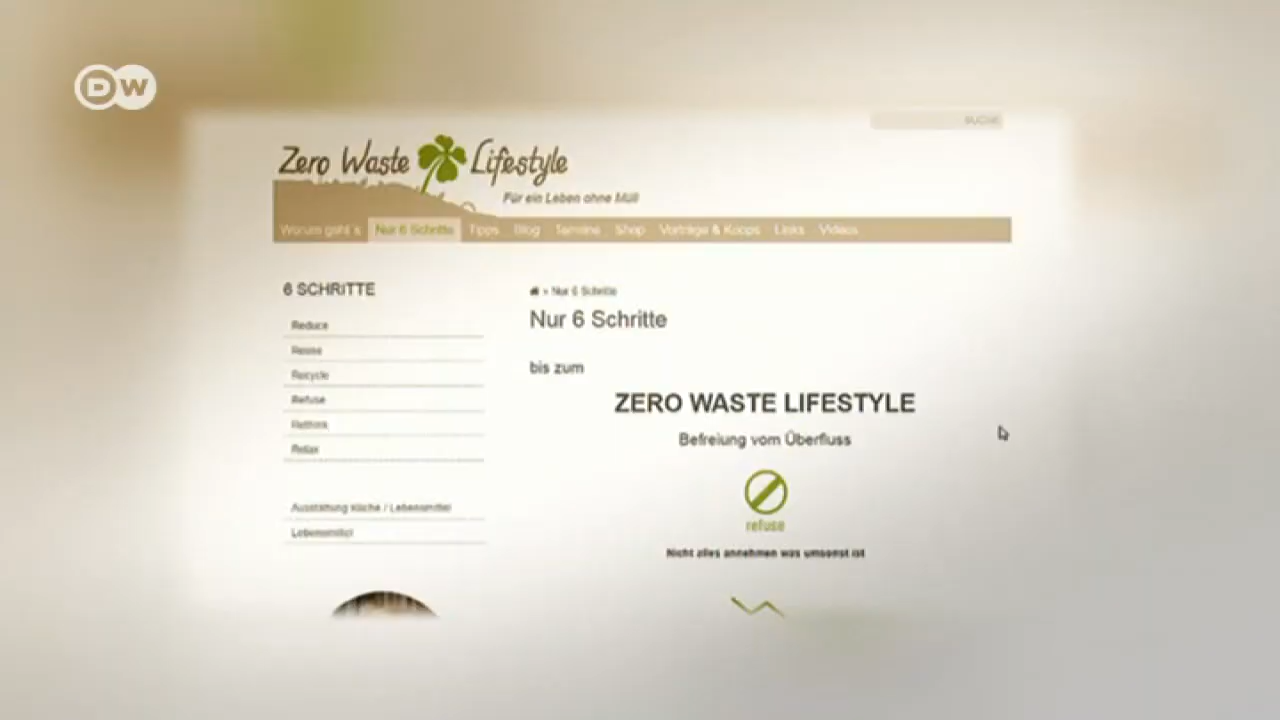 DW
SUCHE
Zero Waste Lifestyle
Für ein Leben ohne Müll
Worum geht's Nur 6 Schritte Tipps Blog Termine Shop Vorträge & Koops Links Videos
6 SCHRITTE
Reduce
Reuse
Recycle
Refuse
Rethink
Relax
Ausstattung Küche / Lebensmittel
Lebensmittel
» Nur 6 Schritte
Nur 6 Schritte
bis zum
ZERO WASTE LIFESTYLE
Befreiung vom Überfluss
refuse
Nicht alles annehmen was umsonst ist